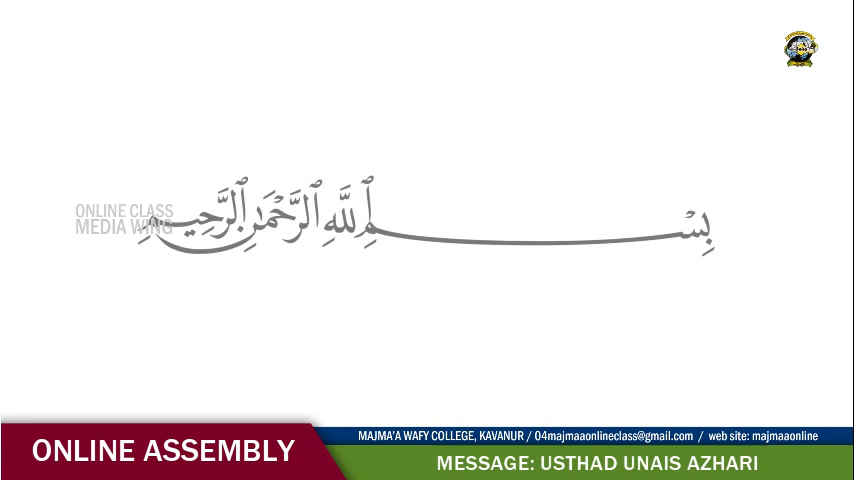 بِسْمِ ٱللَّهِ ٱلرَّحْمَٰنِ ٱلرَّحِيمِ
ONLINE CLASS
MEDIA WING
MAJMA'A WAFY COLLEGE, KAVANUR / 04majmaaonlineclass@gmail.com / web site: majmaaonline
ONLINE ASSEMBLY
MESSAGE: USTHAD UNAIS AZHARI